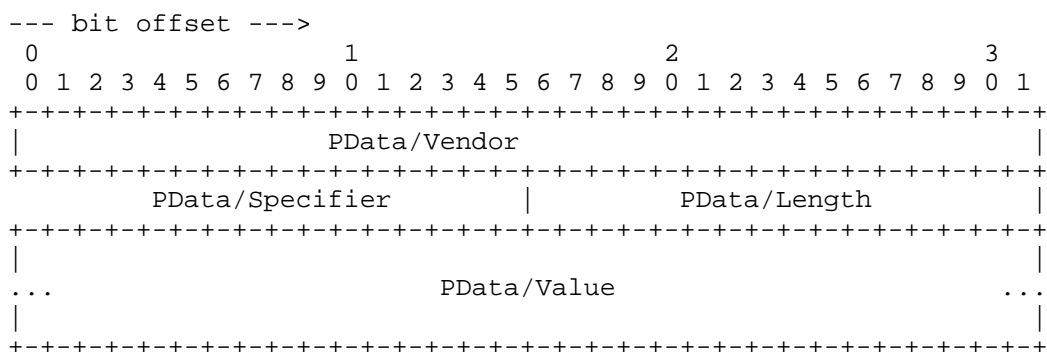 --- bit offset --->
 0                   1                   2                   3
 0 1 2 3 4 5 6 7 8 9 0 1 2 3 4 5 6 7 8 9 0 1 2 3 4 5 6 7 8 9 0 1
+-+-+-+-+-+-+-+-+-+-+-+-+-+-+-+-+-+-+-+-+-+-+-+-+-+-+-+-+-+-+-+-+
|                   PData/Vendor                                |
+-+-+-+-+-+-+-+-+-+-+-+-+-+-+-+-+-+-+-+-+-+-+-+-+-+-+-+-+-+-+-+-+
         PData/Specifier        |         PData/Length          |
+-+-+-+-+-+-+-+-+-+-+-+-+-+-+-+-+-+-+-+-+-+-+-+-+-+-+-+-+-+-+-+-+
|                                                               |
...                        PData/Value                        ...
|                                                               |
+-+-+-+-+-+-+-+-+-+-+-+-+-+-+-+-+-+-+-+-+-+-+-+-+-+-+-+-+-+-+-+-+